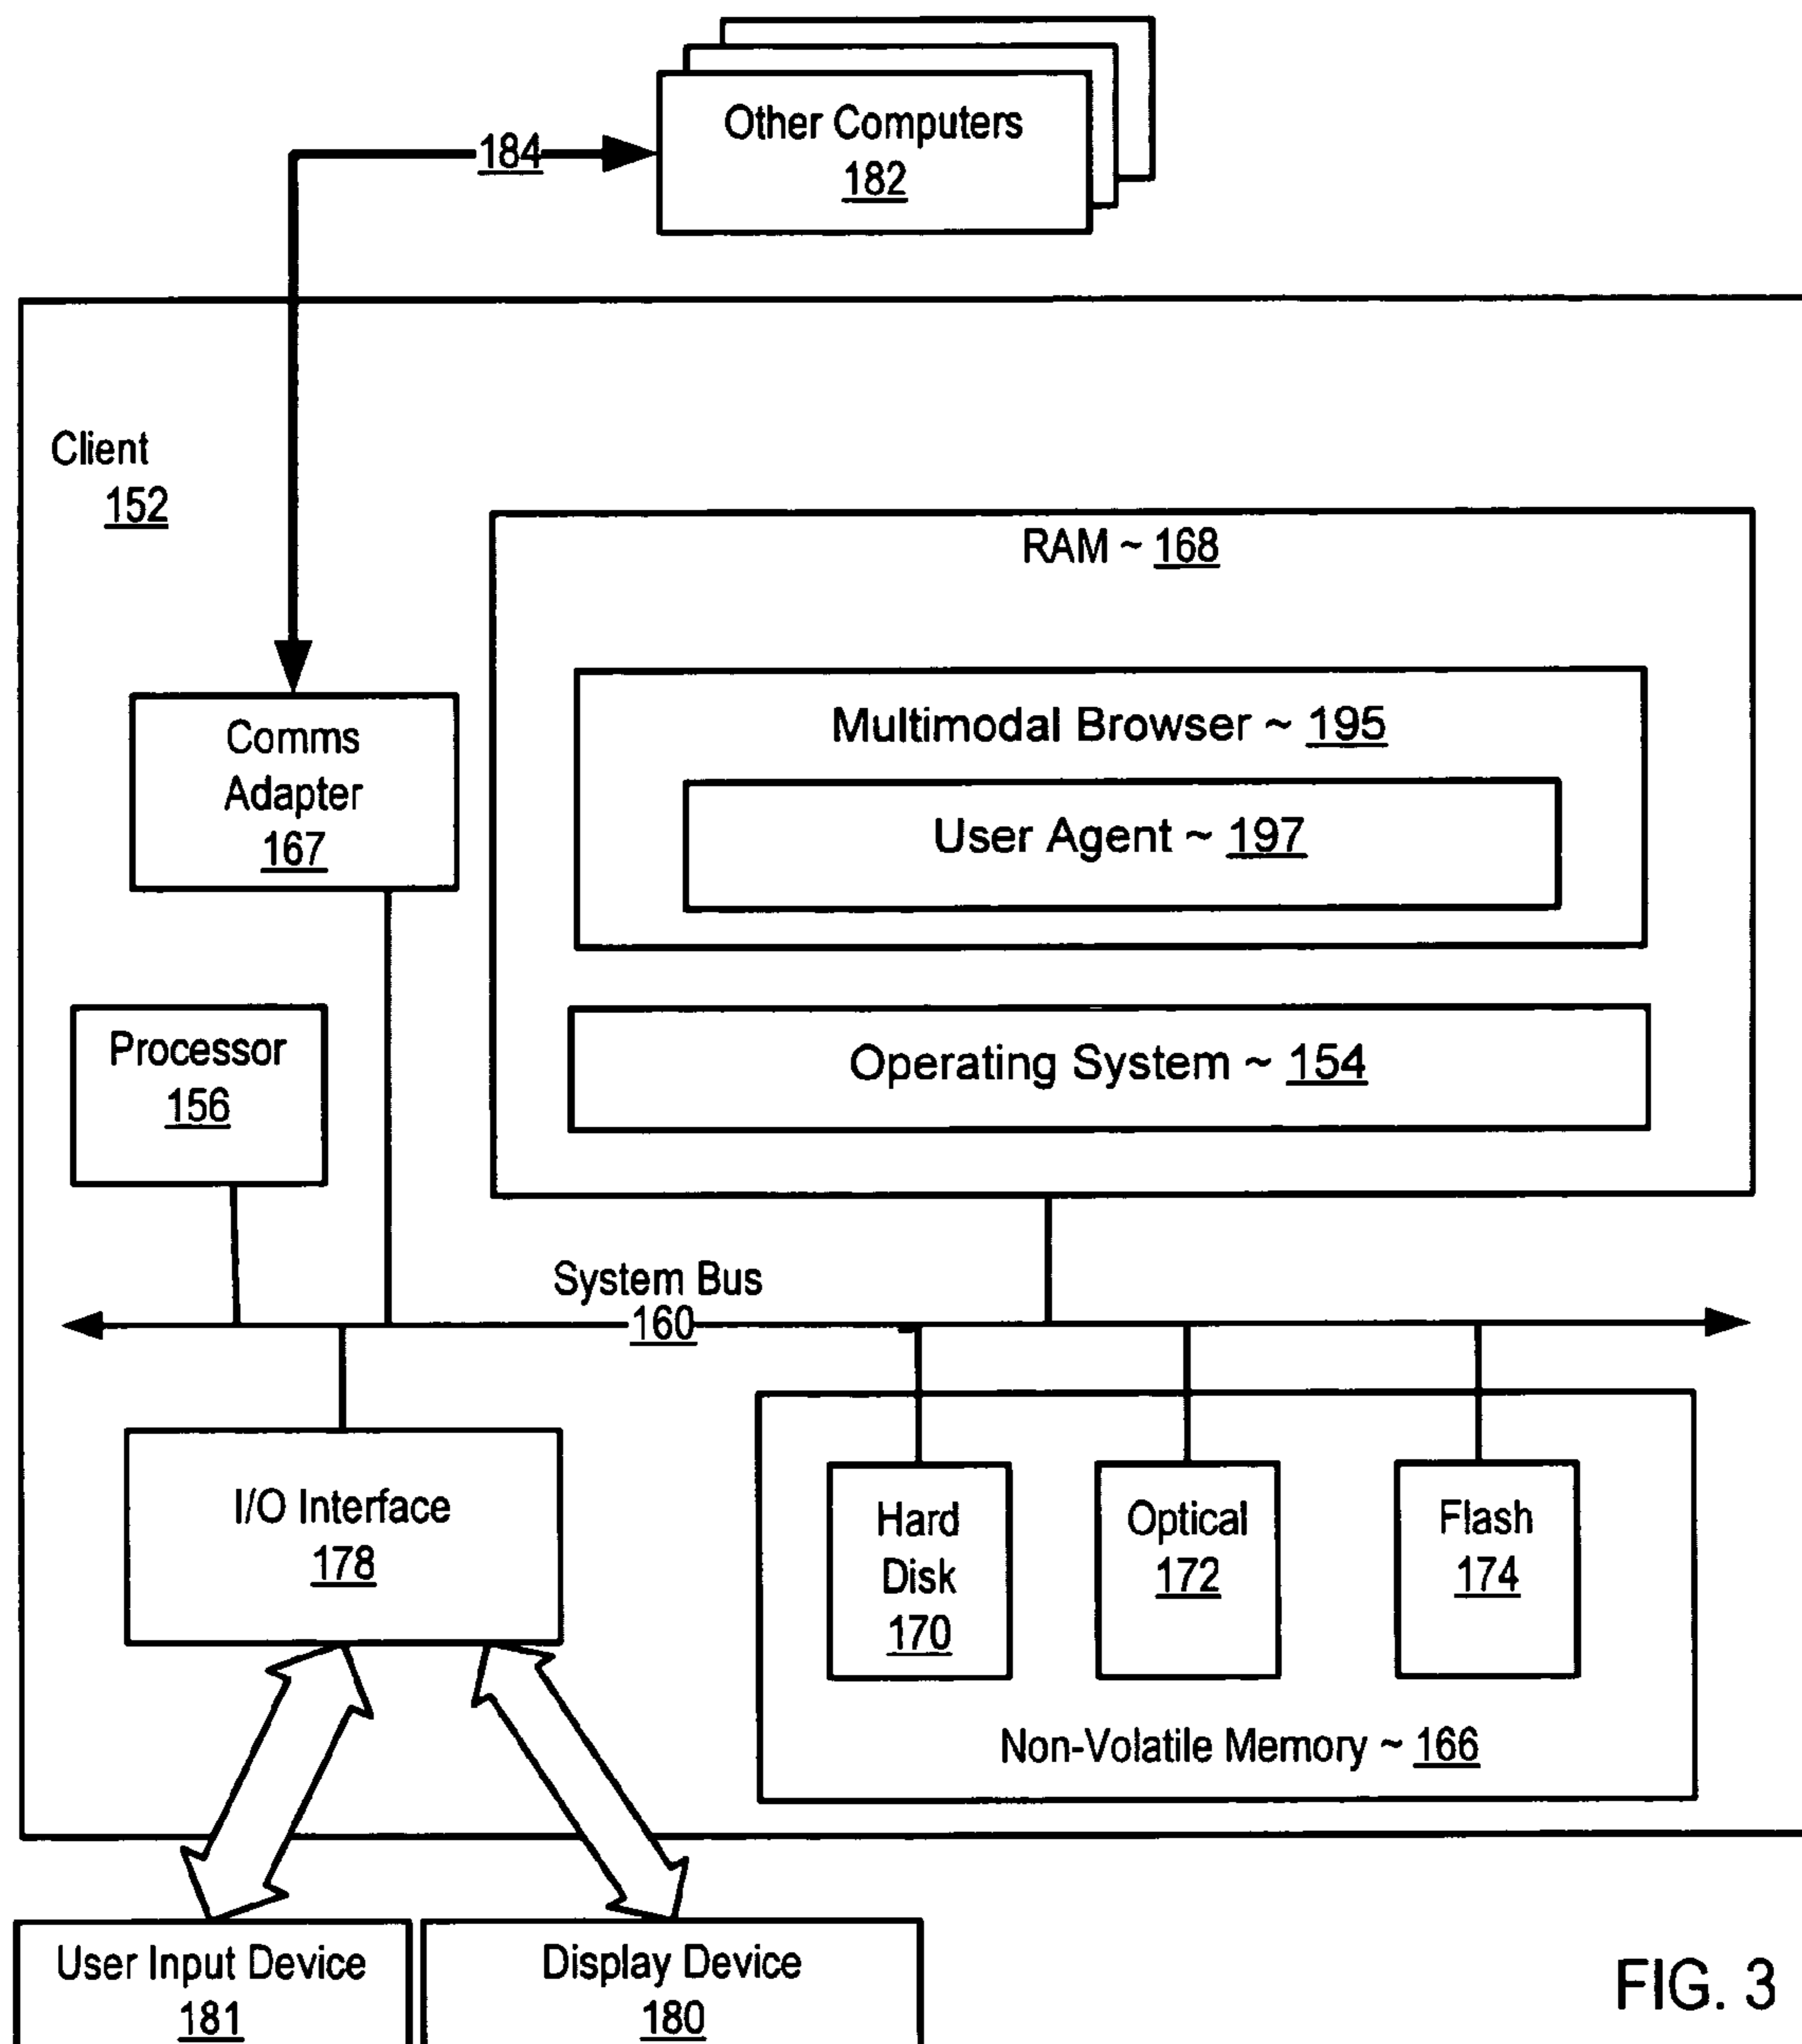 Other Computers
182
184
Client
152
RAM ~ 168
Comms
Adapter
167
Multimodal Browser ~ 195
User Agent ~ 197
Processor
156
Operating System ~ 154
System Bus
160
I/O Interface
178
Hard
Disk
170
Optical
172
Flash
174
Non-Volatile Memory ~ 166
User Input Device
181
Display Device
180
FIG. 3